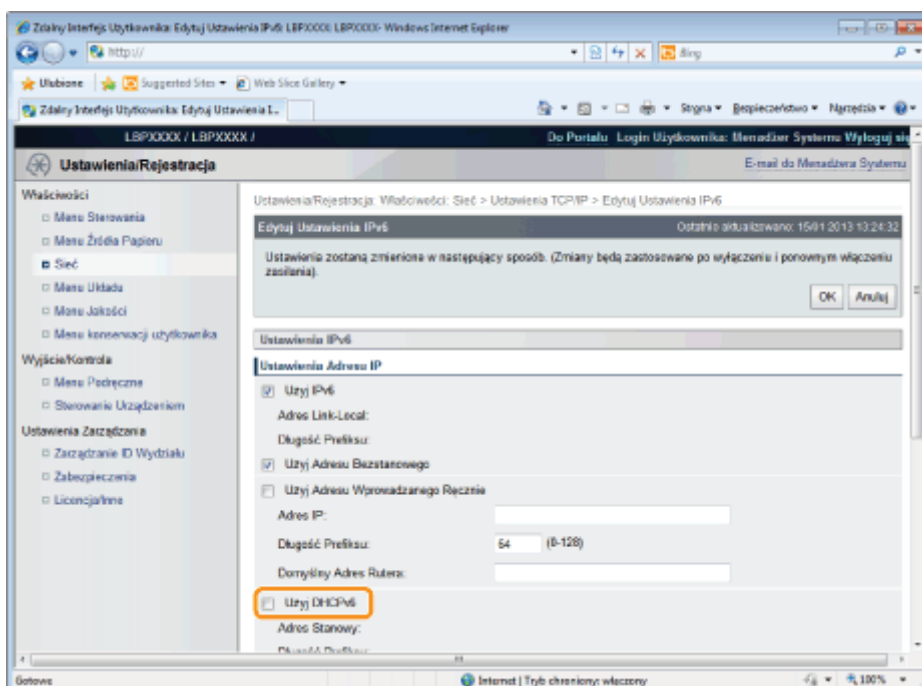 Zdalny Interfejs Użytkownika: Edytuj Ustawienia IPv6: LBPXXXX: LBPXXXX- Windows Internet Explorer
http://
Bing
Ulubione Suggested Sites Web Slice Gallery
Zdalny Interfejs Użytkownika: Edytuj Ustawienia I...
Strona Bezpieczeństwo Narzędzia
LBPXXXX / LBPXXXX /
Do Portalu Login Użytkownika: Menadżer Systemu Wyloguj się
Ustawienia/Rejestracja
E-mail do Menadżera Systemu
Właściwości
Menu Sterowania
Menu Źródła Papieru
Sieć
Menu Układu
Menu Jakości
Menu konserwacji użytkownika
Wyjście/Kontrola
Menu Podręczne
Sterowanie Urządzeniem
Ustawienia Zarządzania
Zarządzanie ID Wydziału
Zabezpieczenia
Licencja/Inne
Ustawienia/Rejestracja: Właściwości: Sieć > Ustawienia TCP/IP > Edytuj Ustawienia IPv6
Edytuj Ustawienia IPv6
Ostatnio aktualizowano: 15/01 2013 13:24:32
Ustawienia zostaną zmienione w następujący sposób. (Zmiany będą zastosowane po wyłączeniu i ponownym włączeniu
zasilania).
OK Anuluj
Ustawienia IPv6
Ustawienia Adresu IP
Użyj IPv6
Adres Link-Local:
Długość Prefiksu:
Użyj Adresu Bezstanowego
Użyj Adresu Wprowadzanego Ręcznie
Adres IP:
Długość Prefiksu: 64 (0-128)
Domyślny Adres Rutera:
Użyj DHCPv6
Adres Stanowy:
Długość Prefiksu:
Gotowe
Internet | Tryb chroniony: włączony
100%